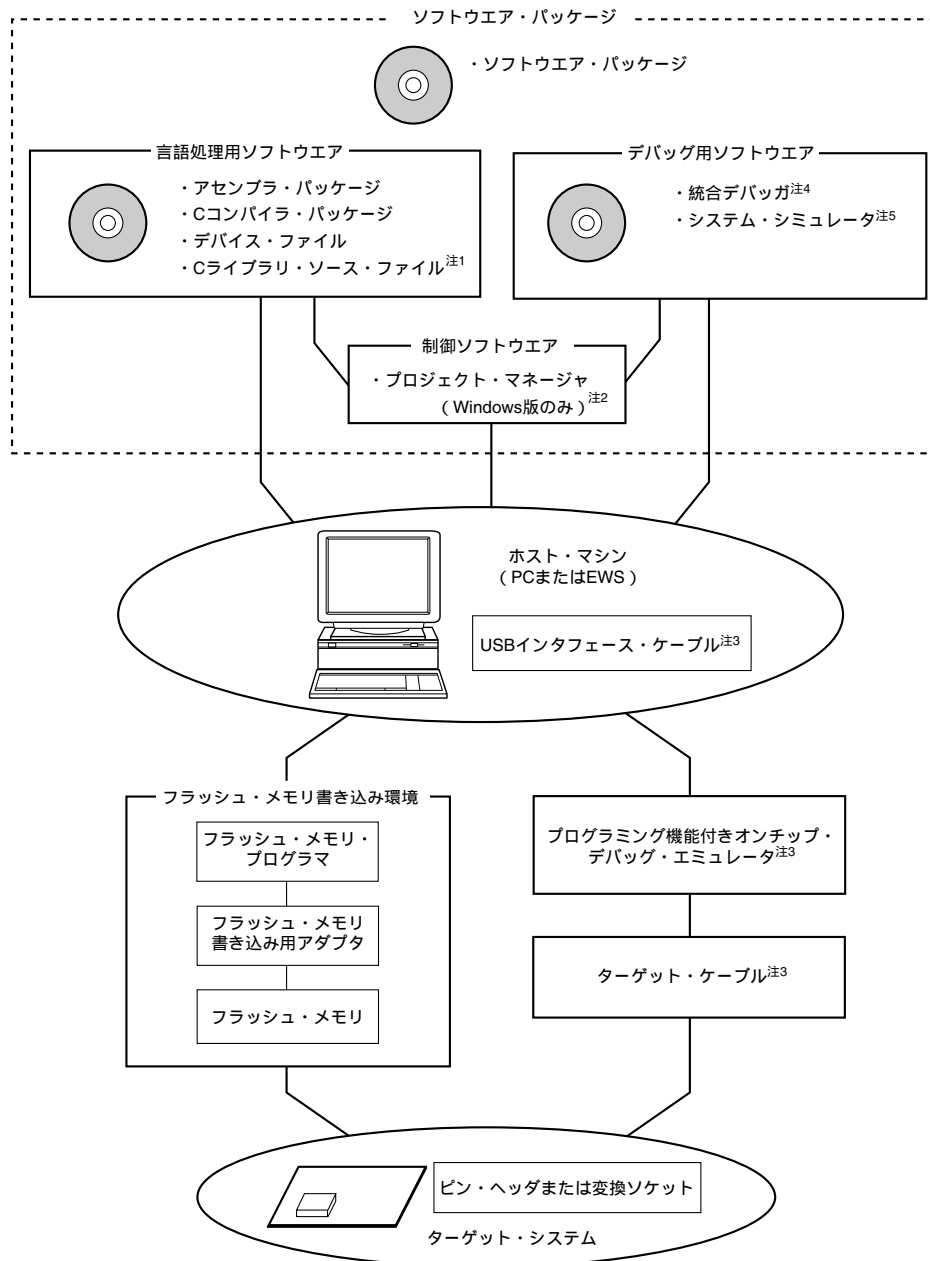 ソフトウエア・パッケージ
・ソフトウエア・パッケージ
言語処理用ソフトウエア
・アセンブラ・パッケージ
・Cコンパイラ・パッケージ
・デバイス・ファイル
・Cライブラリ・ソース・ファイル注1
デバッグ用ソフトウエア
・統合デバッガ注4
・システム・シミュレータ注5
制御ソフトウエア
・プロジェクト・マネージャ
（Windows版のみ）注2
ホスト・マシン
（PCまたはEWS）
USBインタフェース・ケーブル注3
フラッシュ・メモリ書き込み環境
フラッシュ・メモリ・
プログラマ
フラッシュ・メモリ
書き込み用アダプタ
フラッシュ・メモリ
プログラミング機能付きオンチップ・
デバッグ・エミュレータ注3
ターゲット・ケーブル注3
ピン・ヘッダまたは変換ソケット
ターゲット・システム